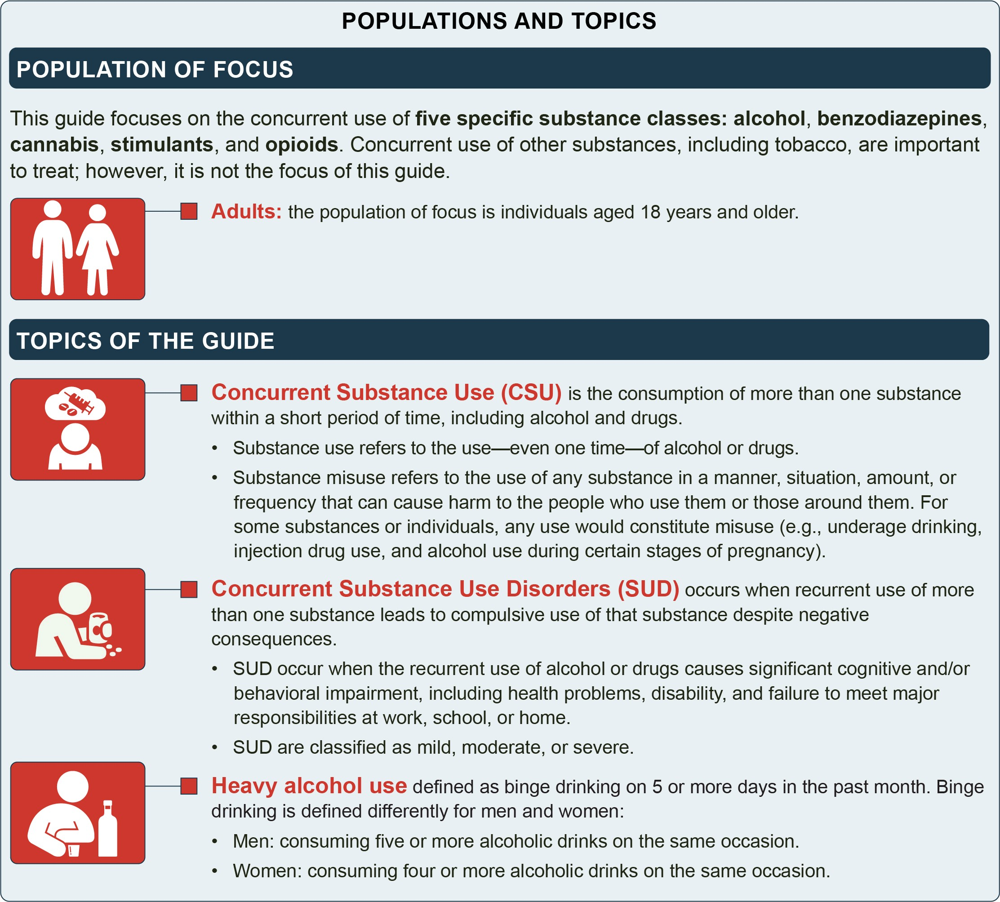 POPULATIONS AND TOPICS
POPULATION OF FOCUS
This guide focuses on the concurrent use of five specific substance classes: alcohol, benzodiazepines,
cannabis, stimulants, and opioids. Concurrent use of other substances, including tobacco, are important
to treat; however, it is not the focus of this guide.
Adults: the population of focus is individuals aged 18 years and older.
TOPICS OF THE GUIDE
Concurrent Substance Use (CSU) is the consumption of more than one substance
within a short period of time, including alcohol and drugs.
• Substance use refers to the use—even one time—of alcohol or drugs.
• Substance misuse refers to the use of any substance in a manner, situation, amount, or
frequency that can cause harm to the people who use them or those around them. For
some substances or individuals, any use would constitute misuse (e.g., underage drinking,
injection drug use, and alcohol use during certain stages of pregnancy).
Concurrent Substance Use Disorders (SUD) occurs when recurrent use of more
than one substance leads to compulsive use of that substance despite negative
consequences.
• SUD occur when the recurrent use of alcohol or drugs causes significant cognitive and/or
behavioral impairment, including health problems, disability, and failure to meet major
responsibilities at work, school, or home.
• SUD are classified as mild, moderate, or severe.
Heavy alcohol use defined as binge drinking on 5 or more days in the past month. Binge
drinking is defined differently for men and women:
• Men: consuming five or more alcoholic drinks on the same occasion.
• Women: consuming four or more alcoholic drinks on the same occasion.